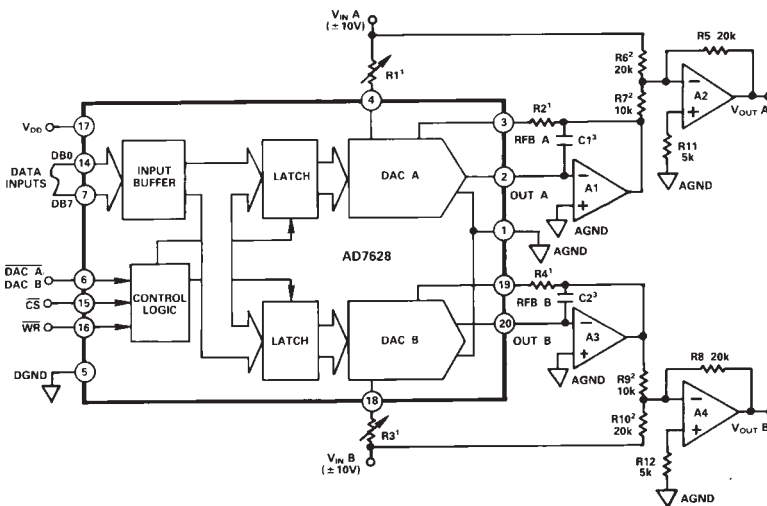 V_IN A
(± 10V)
R1¹
R6²
20k
R7²
10k
R5 20k
A2
V_OUT A
R11
5k
AGND
4
V_DD
17
DATA
INPUTS
DB0
14
7
DB7
INPUT
BUFFER
LATCH
DAC A
3
R2¹
RFB A
C1³
2
OUT A
A1
AGND
1
AGND
AD7628
D̅A̅C̅ ̅A̅
DAC B
6
C̅S̅
15
W̅R̅
16
CONTROL
LOGIC
DGND
5
LATCH
DAC B
19
R4¹
RFB B
C2³
20
OUT B
A3
AGND
R9²
10k
R10²
20k
R8 20k
A4
V_OUT B
R12
5k
AGND
18
R3¹
V_IN B
(± 10V)